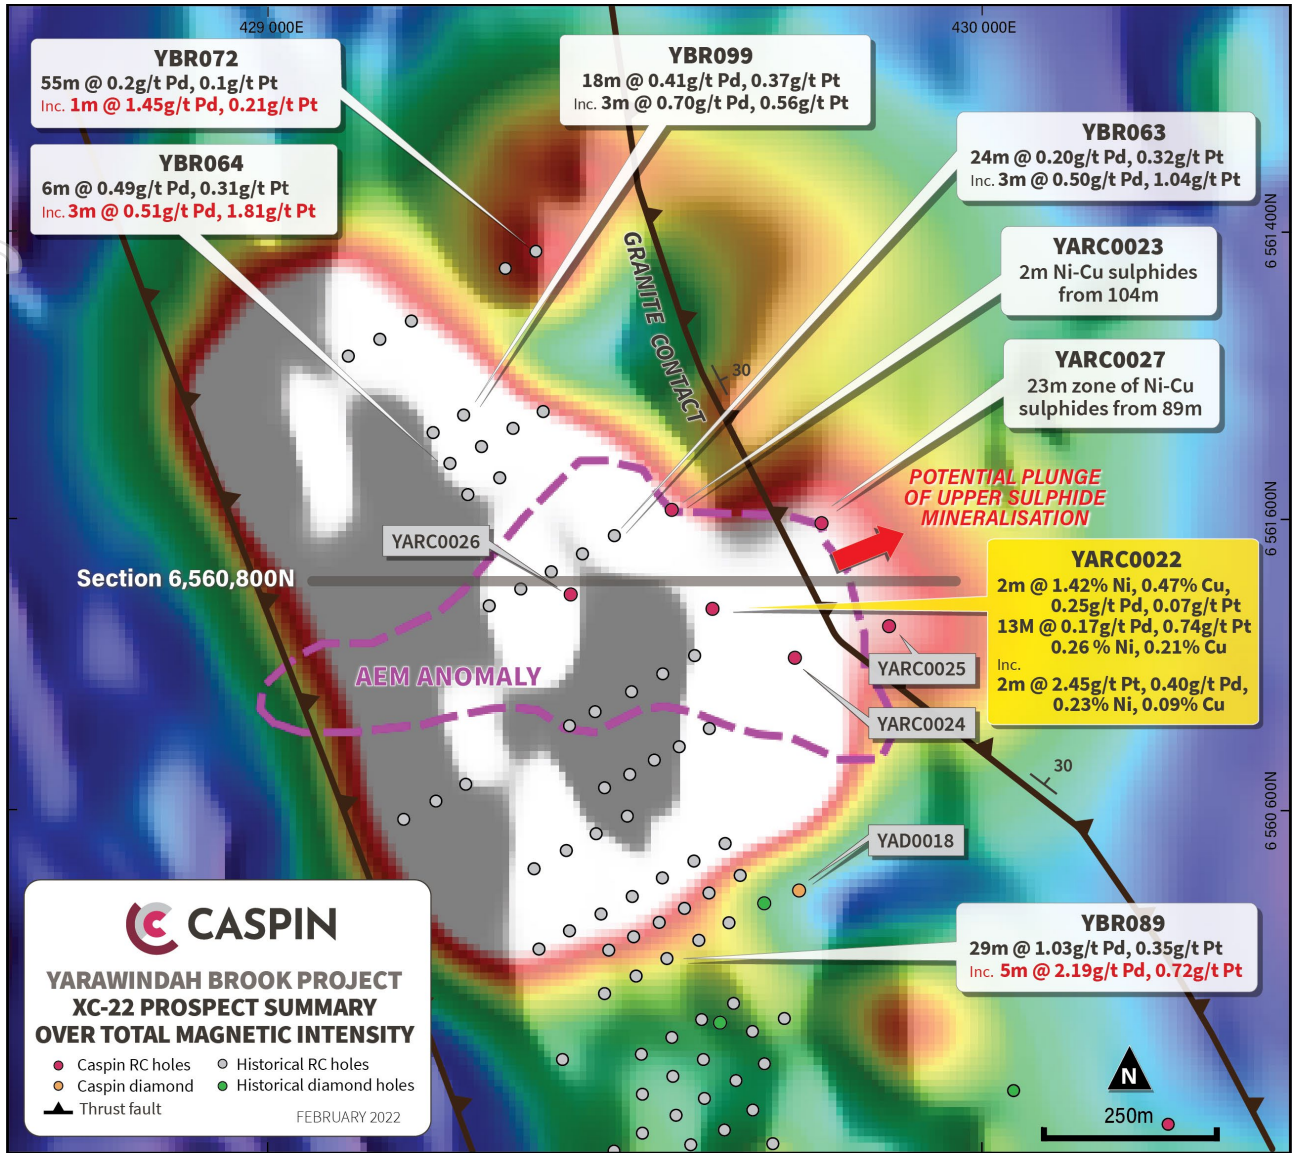 429 000E
430 000E
YBR072
55m @ 0.2g/t Pd, 0.1g/t Pt
Inc. 1m @ 1.45g/t Pd, 0.21g/t Pt
YBR099
18m @ 0.41g/t Pd, 0.37g/t Pt
Inc. 3m @ 0.70g/t Pd, 0.56g/t Pt
YBR063
24m @ 0.20g/t Pd, 0.32g/t Pt
Inc. 3m @ 0.50g/t Pd, 1.04g/t Pt
YBR064
6m @ 0.49g/t Pd, 0.31g/t Pt
Inc. 3m @ 0.51g/t Pd, 1.81g/t Pt
6 561 400N
YARC0023
2m Ni-Cu sulphides
from 104m
GRANITE CONTACT
30
YARC0027
23m zone of Ni-Cu
sulphides from 89m
POTENTIAL PLUNGE
OF UPPER SULPHIDE
MINERALISATION
6 561 600N
YARC0026
Section 6,560,800N
YARC0022
2m @ 1.42% Ni, 0.47% Cu,
0.25g/t Pd, 0.07g/t Pt
13M @ 0.17g/t Pd, 0.74g/t Pt
0.26 % Ni, 0.21% Cu
Inc.
2m @ 2.45g/t Pt, 0.40g/t Pd,
0.23% Ni, 0.09% Cu
YARC0025
AEM ANOMALY
YARC0024
30
6 560 600N
YAD0018
YBR089
29m @ 1.03g/t Pd, 0.35g/t Pt
Inc. 5m @ 2.19g/t Pd, 0.72g/t Pt
CASPIN
YARAWINDAH BROOK PROJECT
XC-22 PROSPECT SUMMARY
OVER TOTAL MAGNETIC INTENSITY
Caspin RC holes
Historical RC holes
Caspin diamond
Historical diamond holes
Thrust fault
FEBRUARY 2022
N
250m